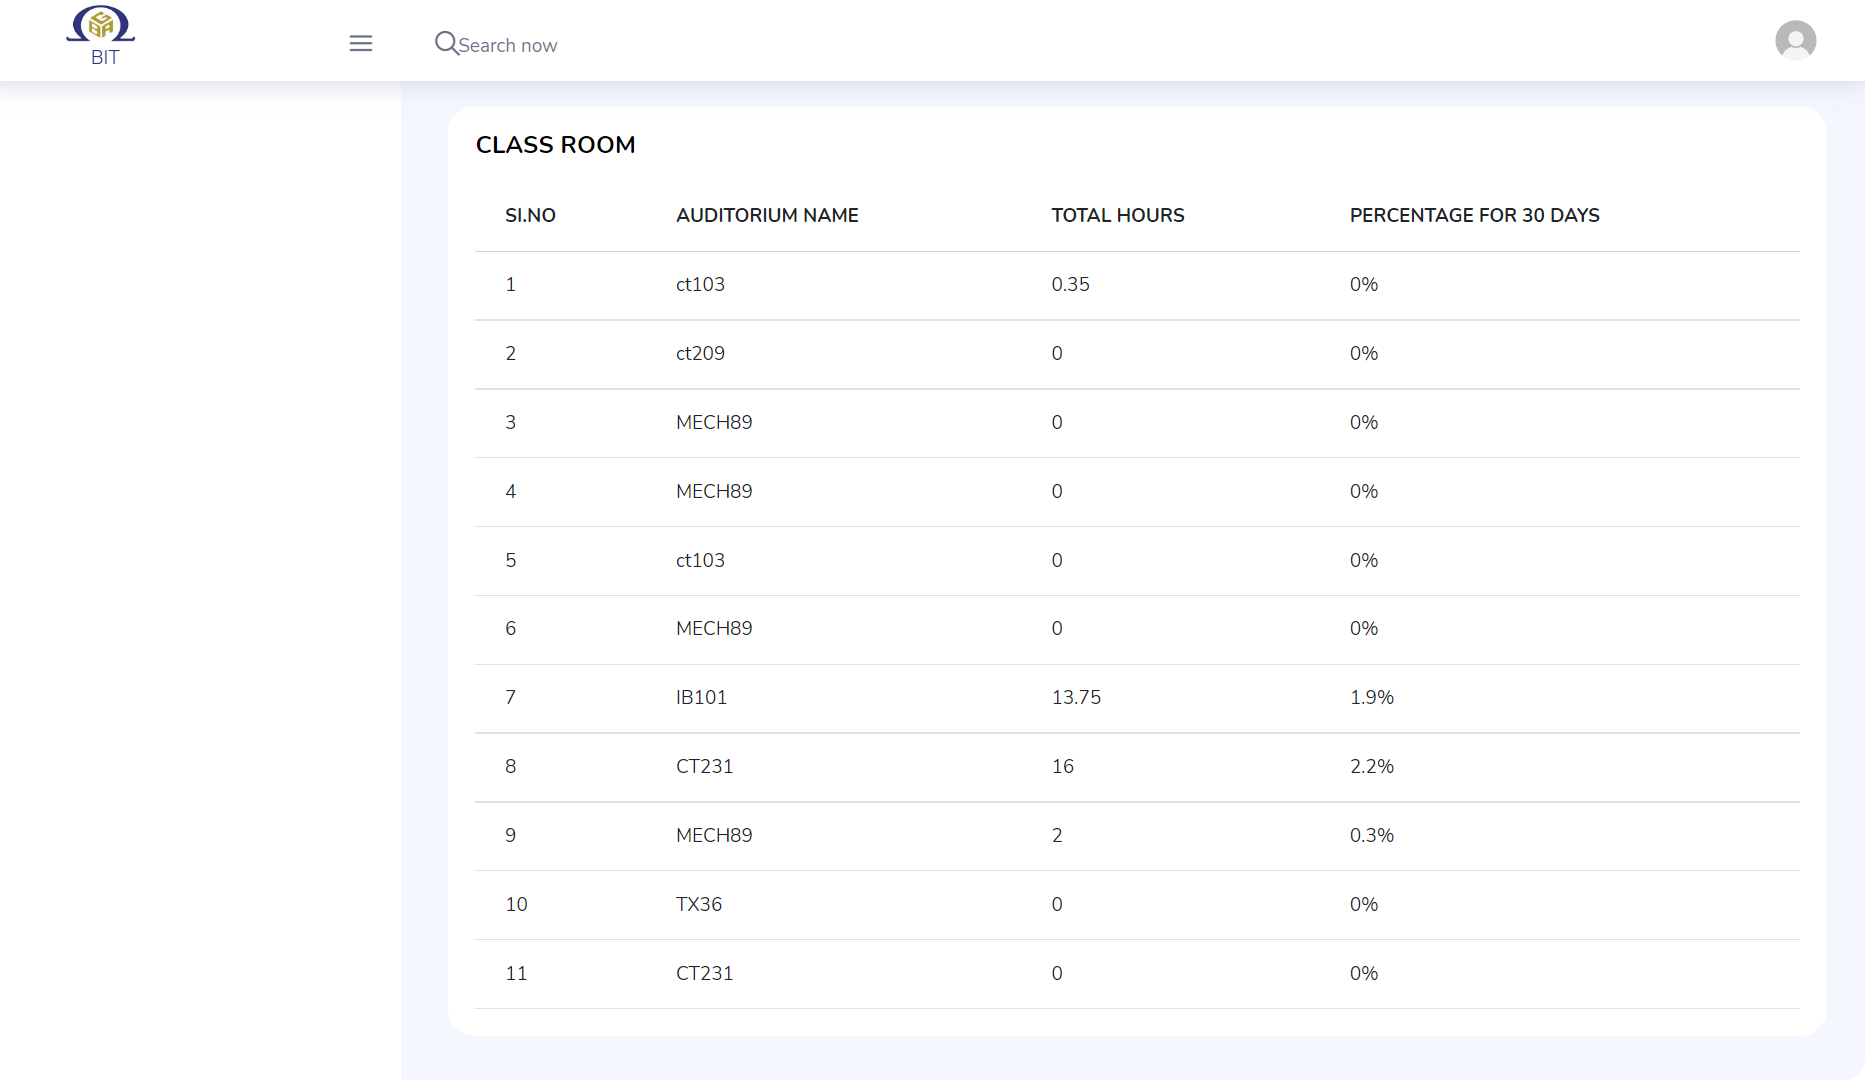 BIT
Search now
CLASS ROOM
SI.NO AUDITORIUM NAME TOTAL HOURS PERCENTAGE FOR 30 DAYS
1 ct103 0.35 0%
2 ct209 0 0%
3 MECH89 0 0%
4 MECH89 0 0%
5 ct103 0 0%
6 MECH89 0 0%
7 IB101 13.75 1.9%
8 CT231 16 2.2%
9 MECH89 2 0.3%
10 TX36 0 0%
11 CT231 0 0%